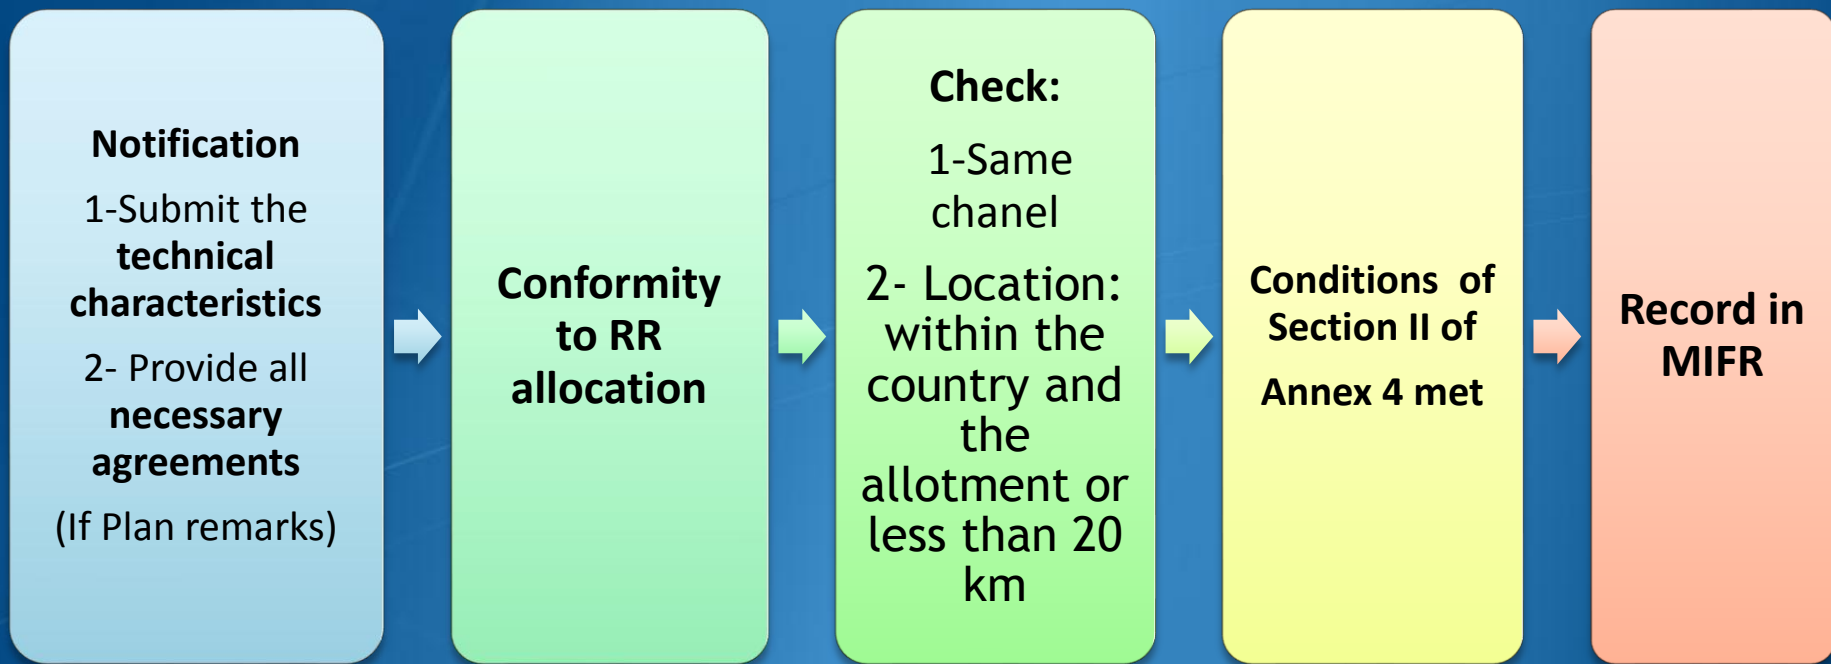 Notification
1-Submit the
technical
characteristics
2- Provide all
necessary
agreements
(If Plan remarks)
Conformity
to RR
allocation
Check:
1-Same
chanel
2- Location:
within the
country and
the
allotment or
less than 20
km
Conditions of
Section II of
Annex 4 met
Record in
MIFR